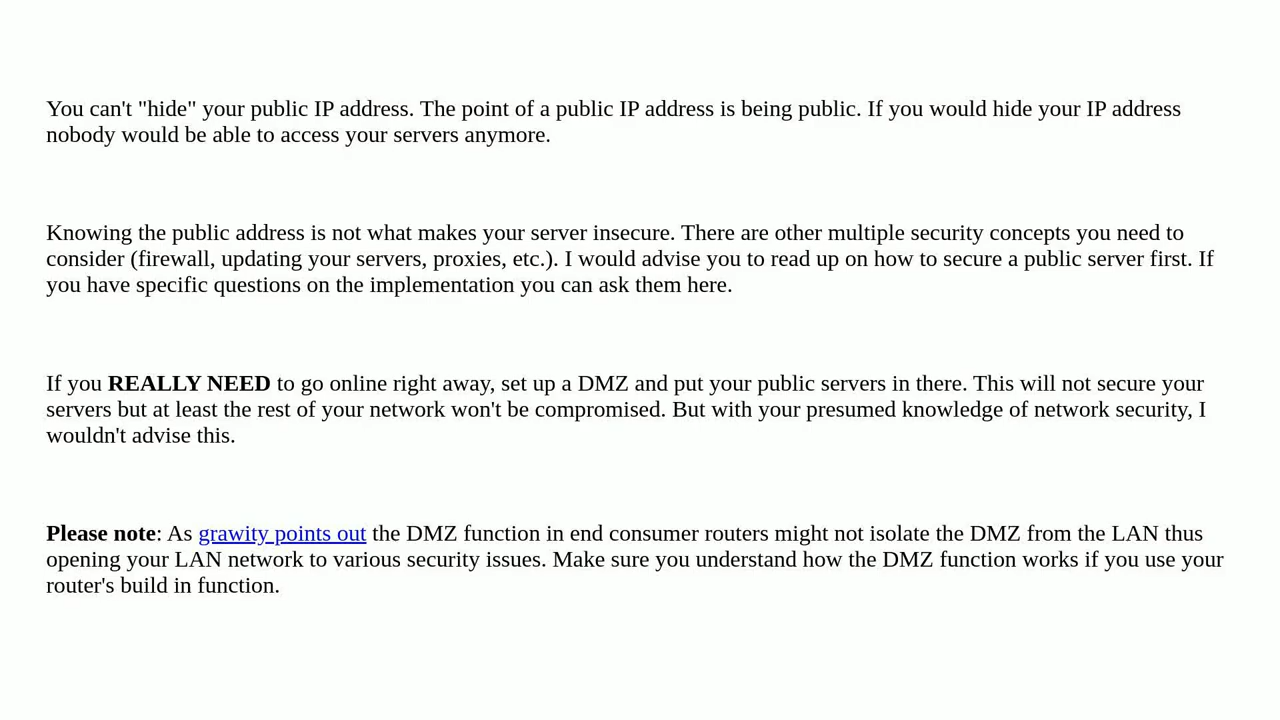 You can't "hide" your public IP address. The point of a public IP address is being public. If you would hide your IP address
nobody would be able to access your servers anymore.
Knowing the public address is not what makes your server insecure. There are other multiple security concepts you need to
consider (firewall, updating your servers, proxies, etc.). I would advise you to read up on how to secure a public server first. If
you have specific questions on the implementation you can ask them here.
If you REALLY NEED to go online right away, set up a DMZ and put your public servers in there. This will not secure your
servers but at least the rest of your network won't be compromised. But with your presumed knowledge of network security, I
wouldn't advise this.
Please note: As grawity points out the DMZ function in end consumer routers might not isolate the DMZ from the LAN thus
opening your LAN network to various security issues. Make sure you understand how the DMZ function works if you use your
router's build in function.